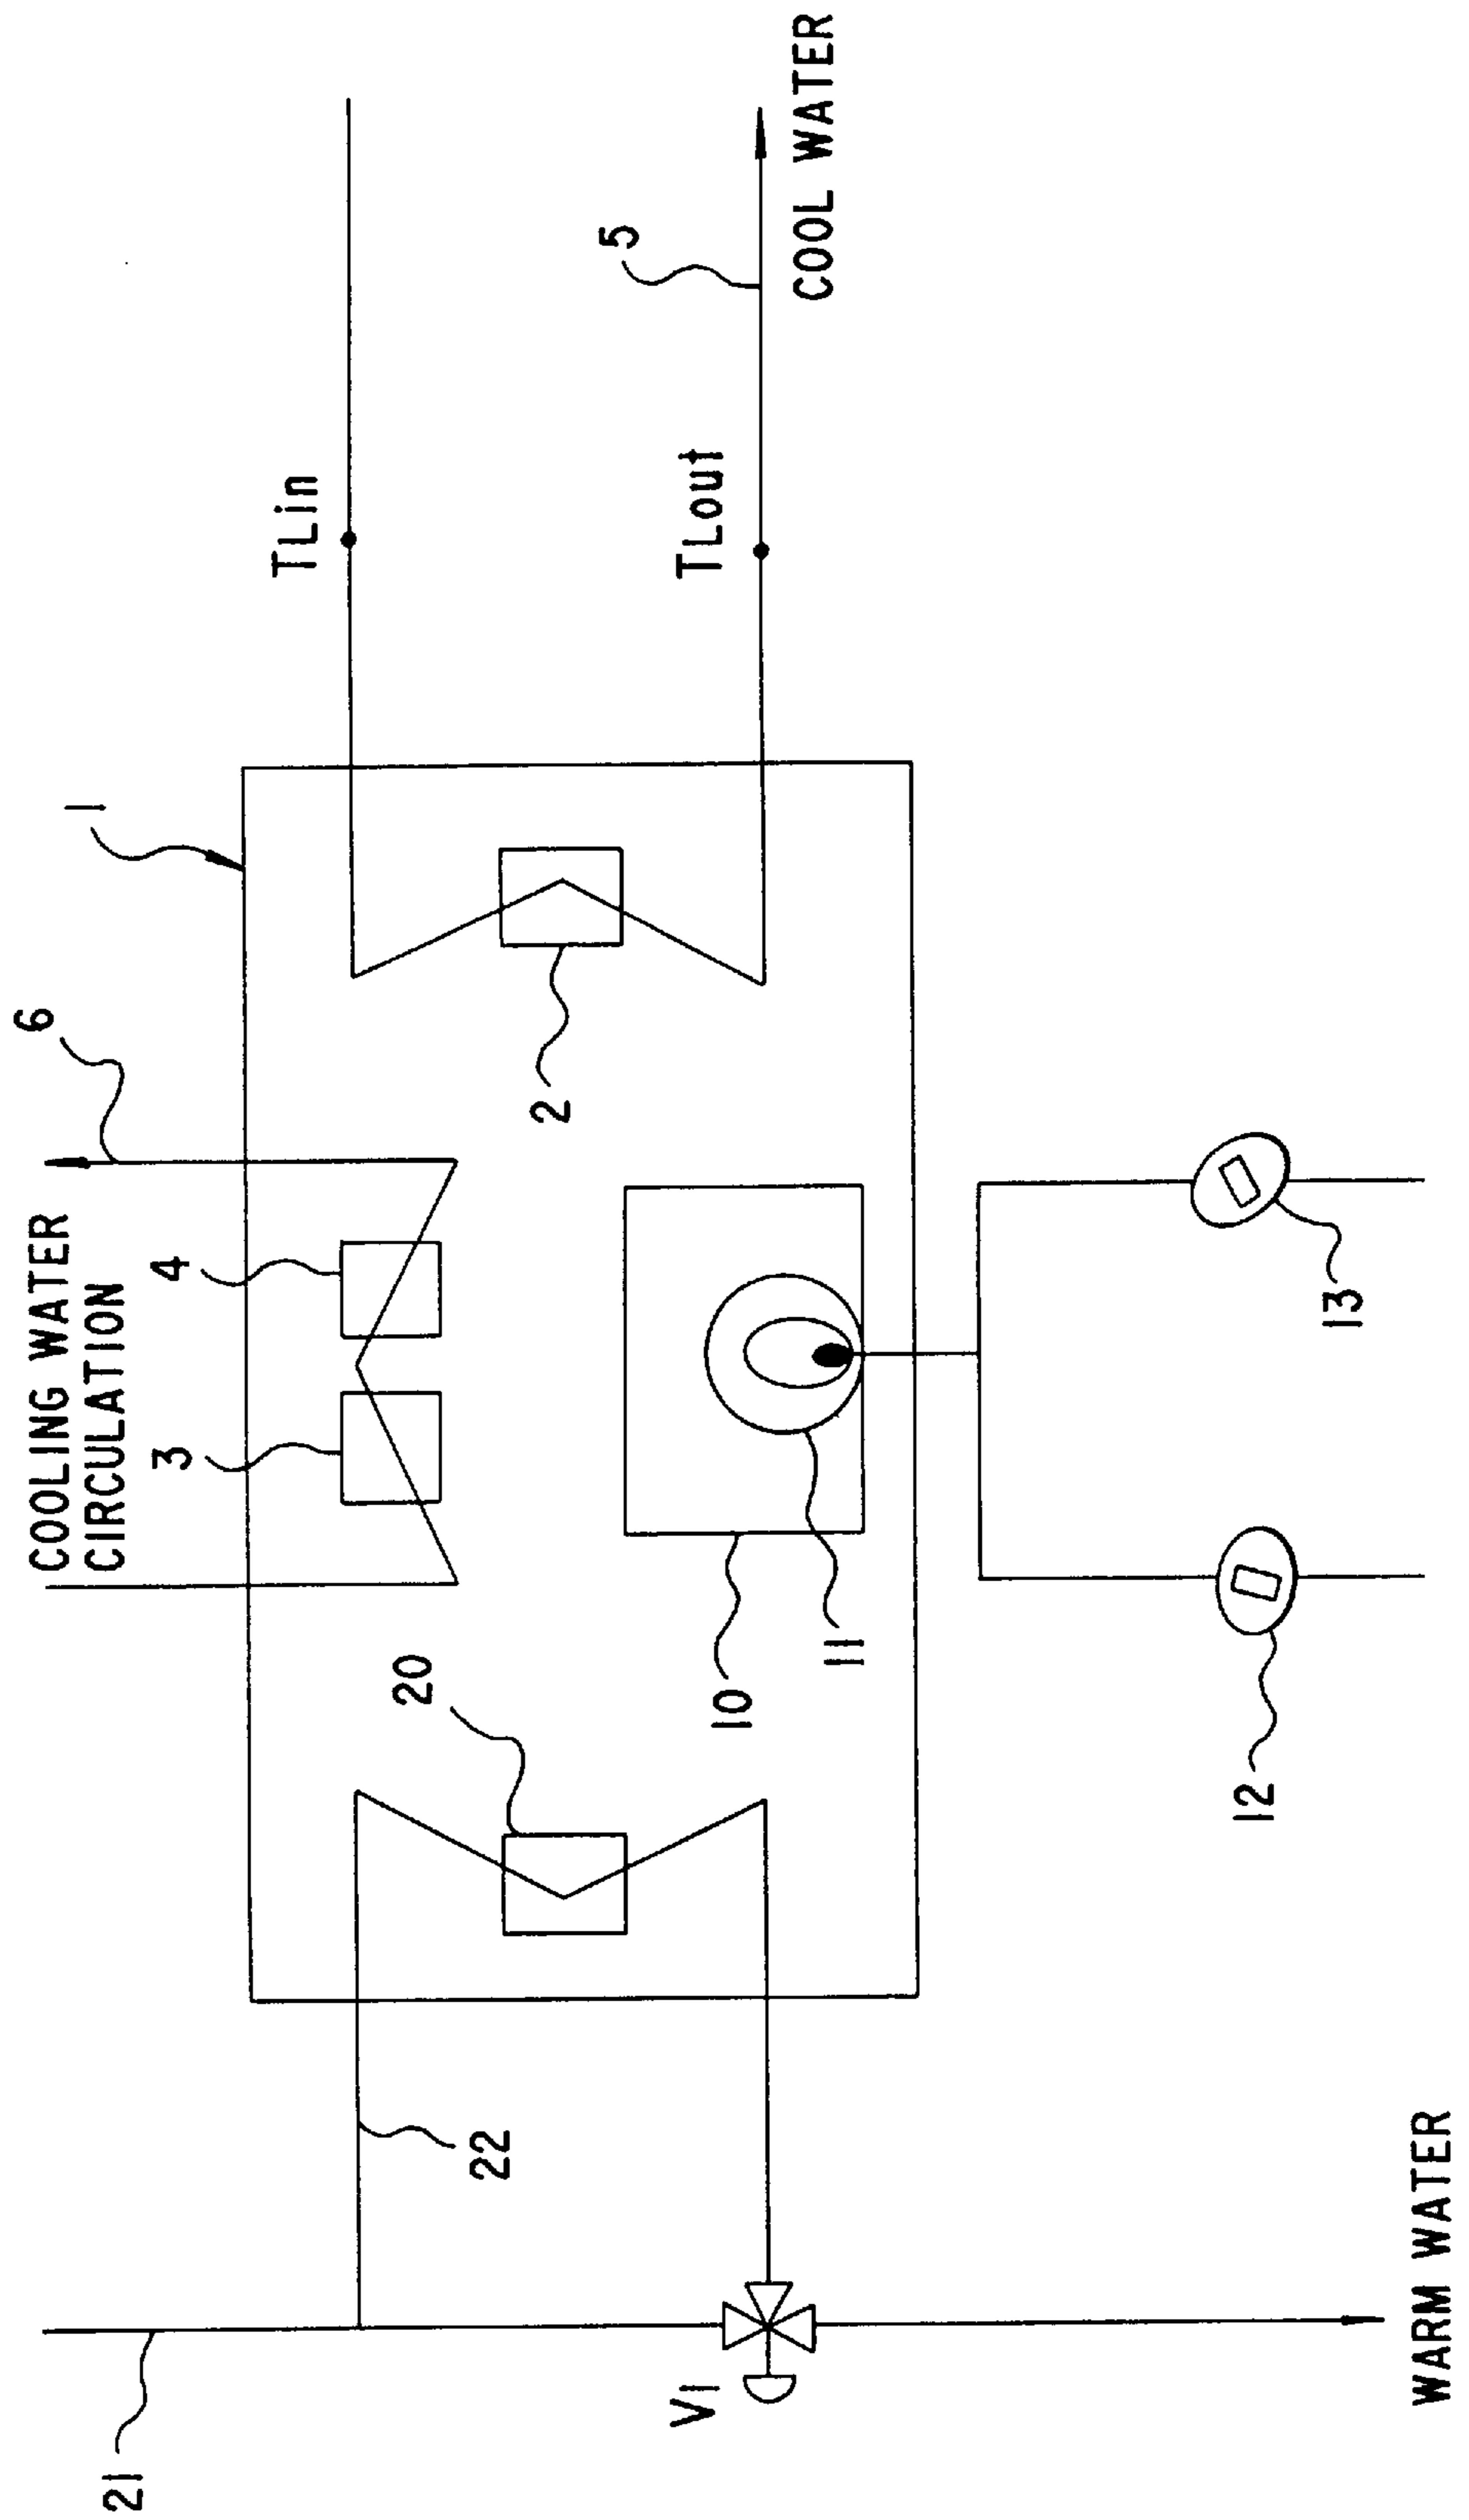 COOLING WATER
CIRCULATION
6
1
4
3
TLin
5
TLout
COOL WATER
2
20
10
11
22
21
V1
12
13
WARM WATER